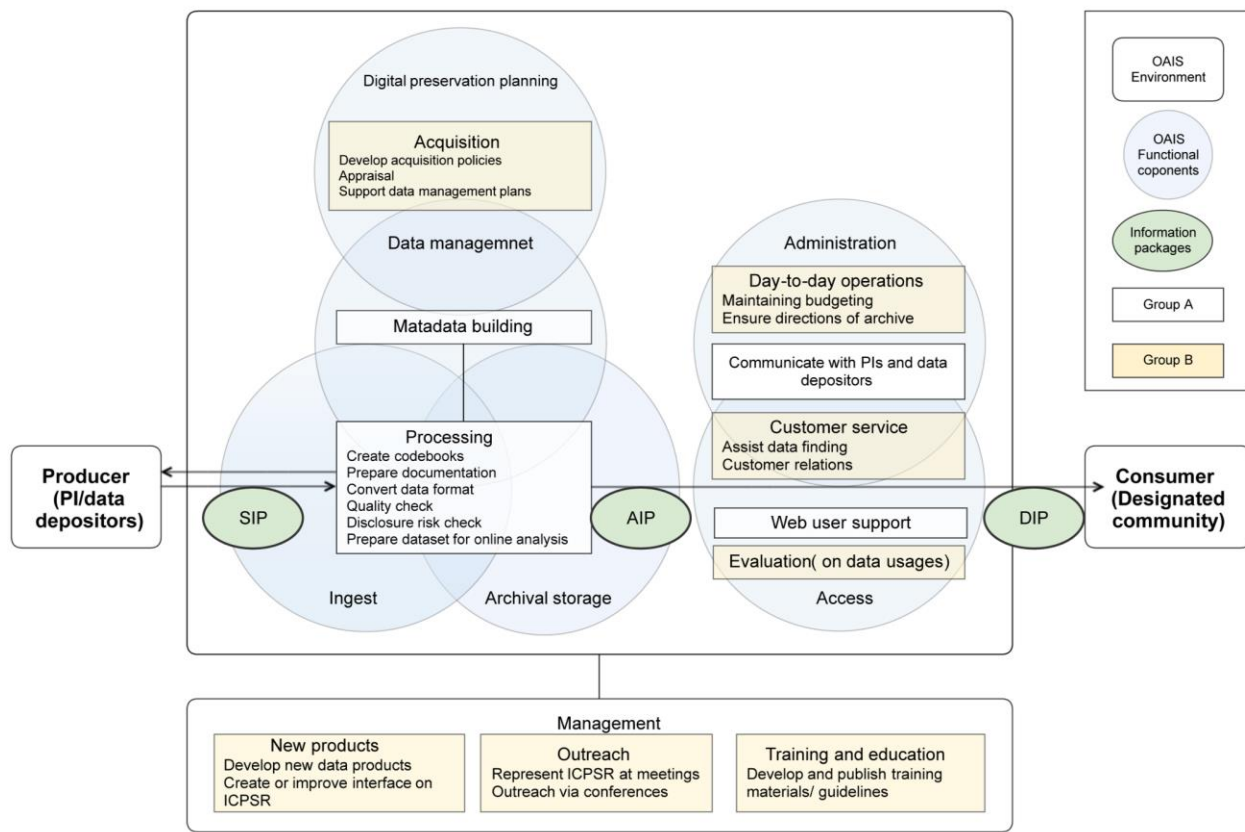 Digital preservation planning
Acquisition
Develop acquisition policies
Appraisal
Support data management plans
Data managemnet
Matadata building
Processing
Create codebooks
Prepare documentation
Convert data format
Quality check
Disclosure risk check
Prepare dataset for online analysis
Ingest
Archival storage
Producer
(PI/data
depositors)
SIP
AIP
Administration
Day-to-day operations
Maintaining budgeting
Ensure directions of archive
Communicate with PIs and data
depositors
Customer service
Assist data finding
Customer relations
Web user support
Evaluation( on data usages)
Access
DIP
Consumer
(Designated
community)
OAIS
Environment
OAIS
Functional
coponents
Information
packages
Group A
Group B
Management
New products
Develop new data products
Create or improve interface on
ICPSR
Outreach
Represent ICPSR at meetings
Outreach via conferences
Training and education
Develop and publish training
materials/ guidelines